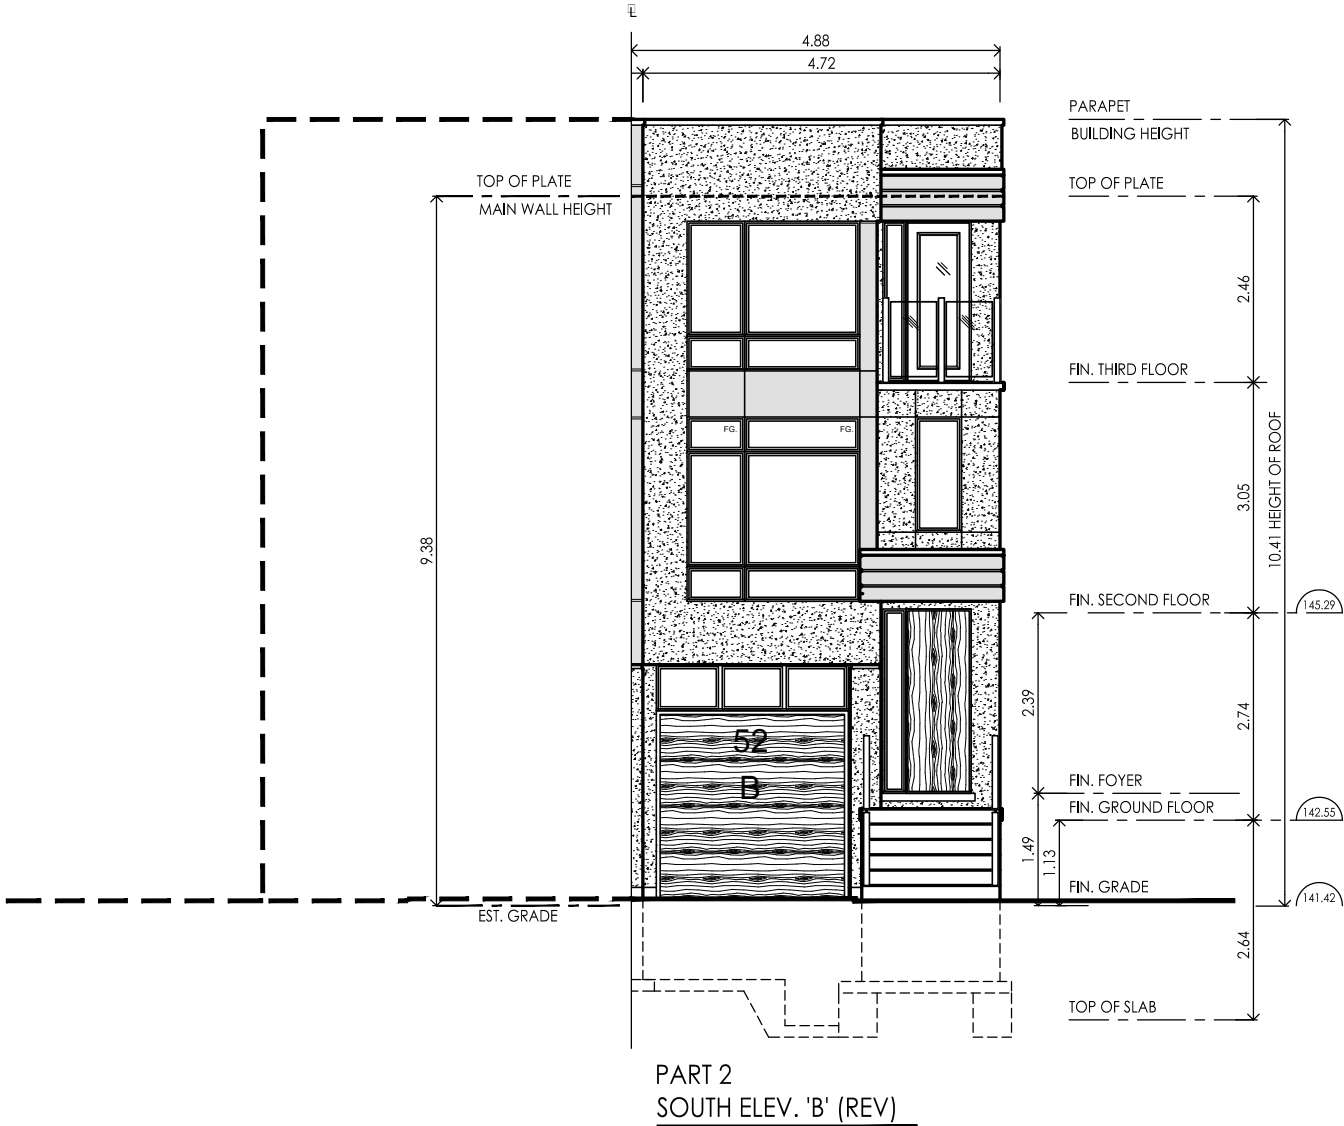 ℄
4.88
4.72
PARAPET
BUILDING HEIGHT
TOP OF PLATE
MAIN WALL HEIGHT
TOP OF PLATE
2.46
FIN. THIRD FLOOR
FG.
FG.
3.05
10.41 HEIGHT OF ROOF
9.38
FIN. SECOND FLOOR
145.29
2.39
2.74
52
B
FIN. FOYER
FIN. GROUND FLOOR
142.55
1.49
1.13
FIN. GRADE
141.42
EST. GRADE
2.64
TOP OF SLAB
PART 2
SOUTH ELEV. 'B' (REV)